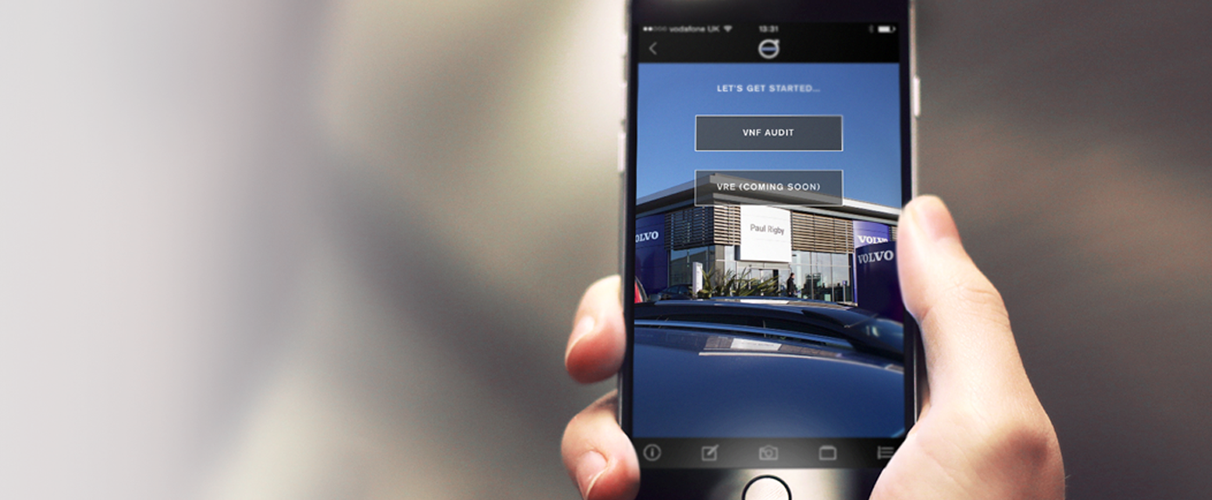 vodafone UK 13:31
LET'S GET STARTED...
VNF AUDIT
VRE (COMING SOON)
Paul Rigby
VOLVO
VOLVO
VOLVO